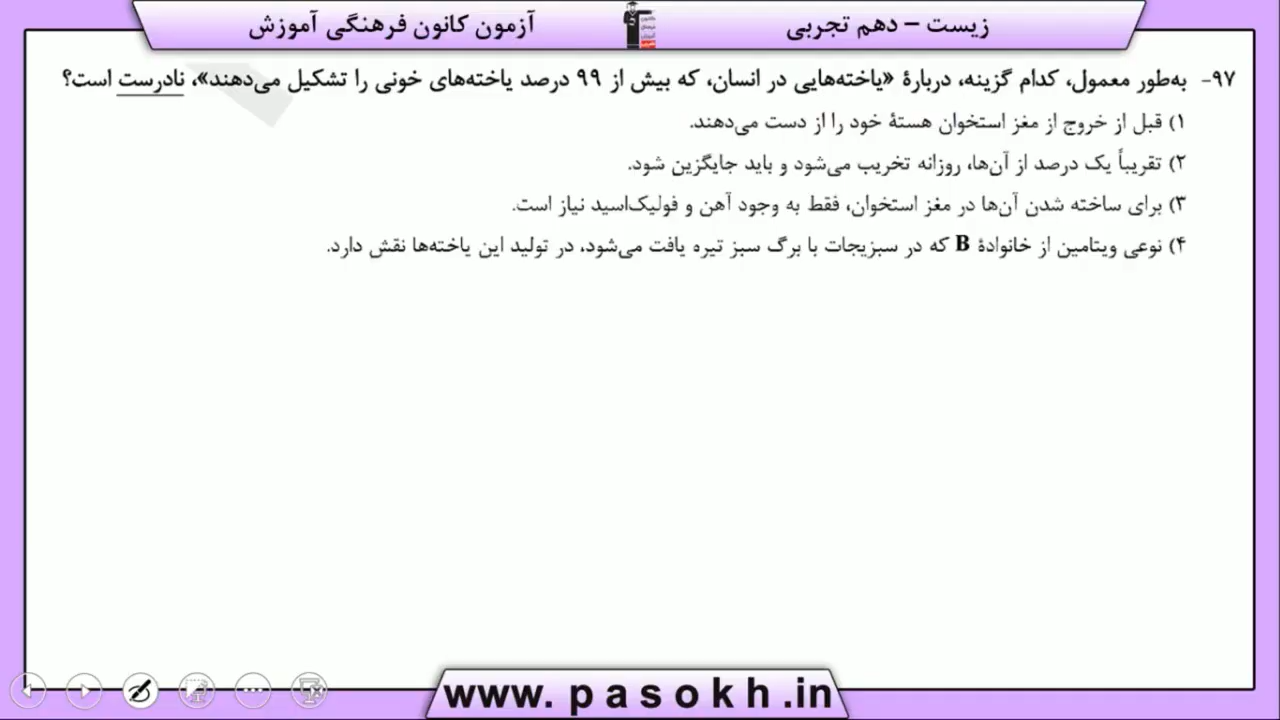 زیست – دهم تجربی
آزمون کانون فرهنگی آموزش
۹۷- به‌طور معمول، کدام گزینه، دربارهٔ «یاخته‌هایی در انسان، که بیش از ۹۹ درصد یاخته‌های خونی را تشکیل می‌دهند»، نادرست است؟
۱) قبل از خروج از مغز استخوان هستهٔ خود را از دست می‌دهند.
۲) تقریباً یک درصد از آن‌ها، روزانه تخریب می‌شود و باید جایگزین شود.
۳) برای ساخته شدن آن‌ها در مغز استخوان، فقط به وجود آهن و فولیک‌اسید نیاز است.
۴) نوعی ویتامین از خانوادهٔ B که در سبزیجات با برگ سبز تیره یافت می‌شود، در تولید این یاخته‌ها نقش دارد.
www. p a s o k h .in